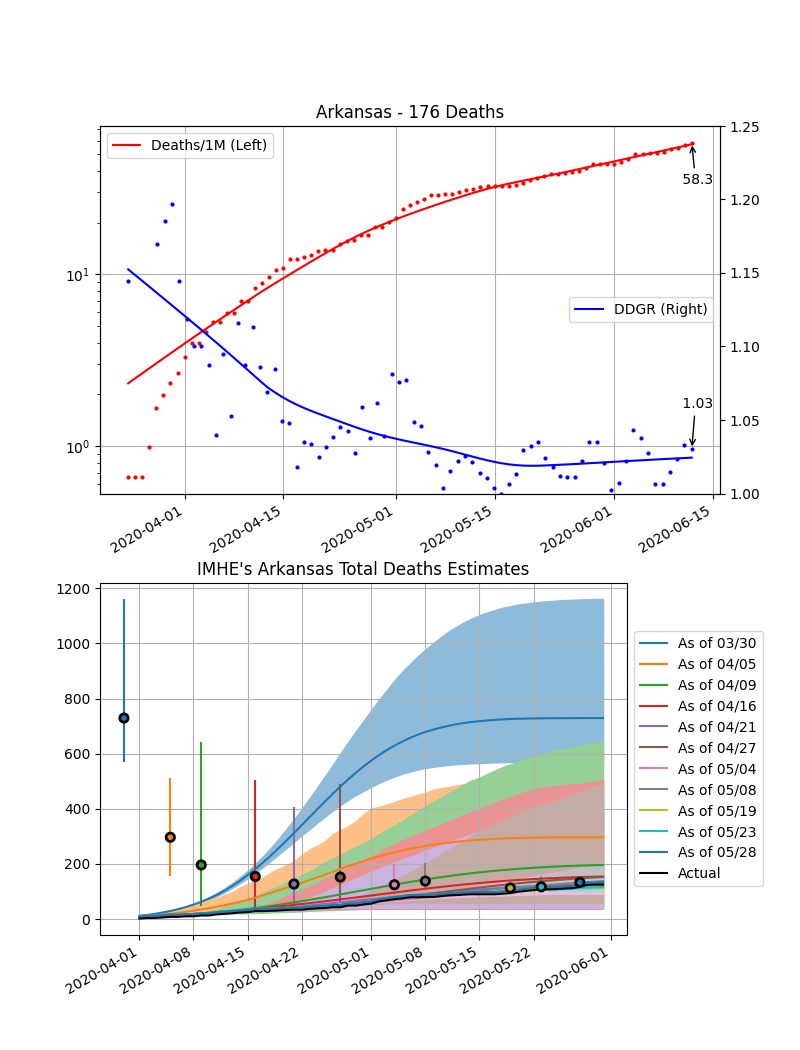 Arkansas - 176 Deaths
Deaths/1M (Left)
DDGR (Right)
58.3
1.03
10^1
10^0
1.25
1.20
1.15
1.10
1.05
1.00
2020-04-01
2020-04-15
2020-05-01
2020-05-15
2020-06-01
2020-06-15
IMHE's Arkansas Total Deaths Estimates
1200
1000
800
600
400
200
0
2020-04-01
2020-04-08
2020-04-15
2020-04-22
2020-05-01
2020-05-08
2020-05-15
2020-05-22
2020-06-01
As of 03/30
As of 04/05
As of 04/09
As of 04/16
As of 04/21
As of 04/27
As of 05/04
As of 05/08
As of 05/19
As of 05/23
As of 05/28
Actual